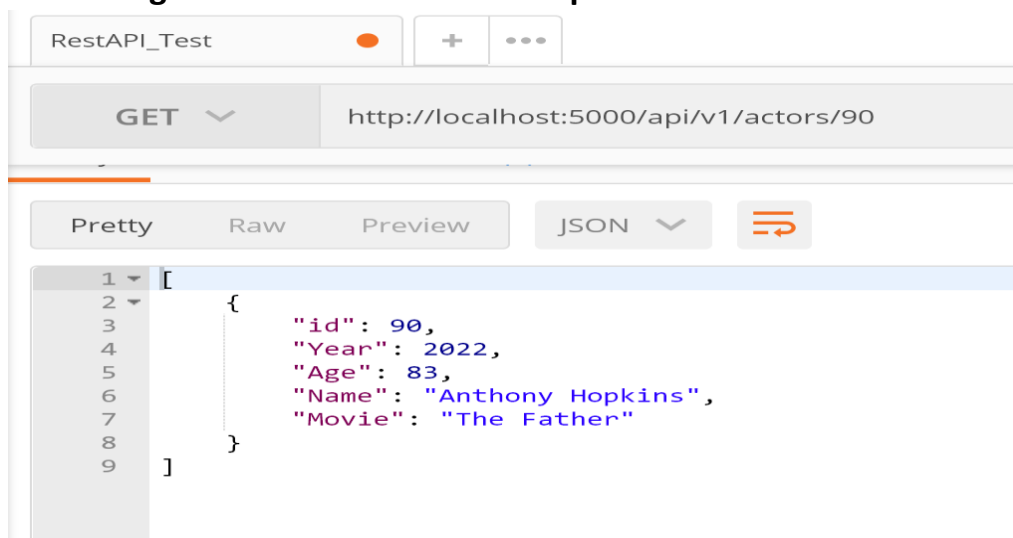 RestAPI_Test
GET http://localhost:5000/api/v1/actors/90
Pretty Raw Preview JSON
1 [
2 {
3 "id": 90,
4 "Year": 2022,
5 "Age": 83,
6 "Name": "Anthony Hopkins",
7 "Movie": "The Father"
8 }
9 ]